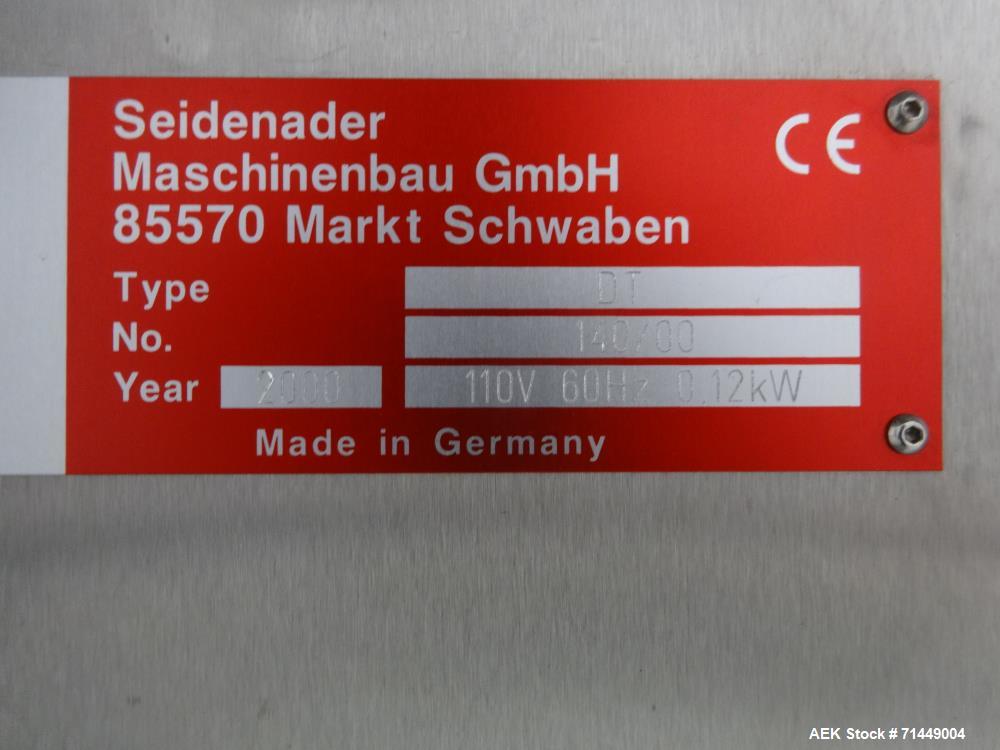 Seidenader
Maschinenbau GmbH
85570 Markt Schwaben
CE
Type DT
No. 140/00
Year 2000 110V 60Hz 0,12kW
Made in Germany
AEK Stock # 71449004